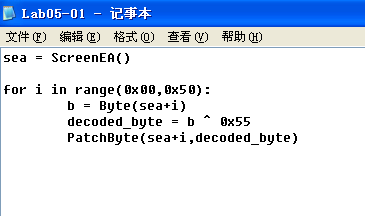 Lab05-01 - 记事本
文件(F) 编辑(E) 格式(O) 查看(V) 帮助(H)
sea = ScreenEA()
for i in range(0x00,0x50):
        b = Byte(sea+i)
        decoded_byte = b ^ 0x55
        PatchByte(sea+i,decoded_byte)